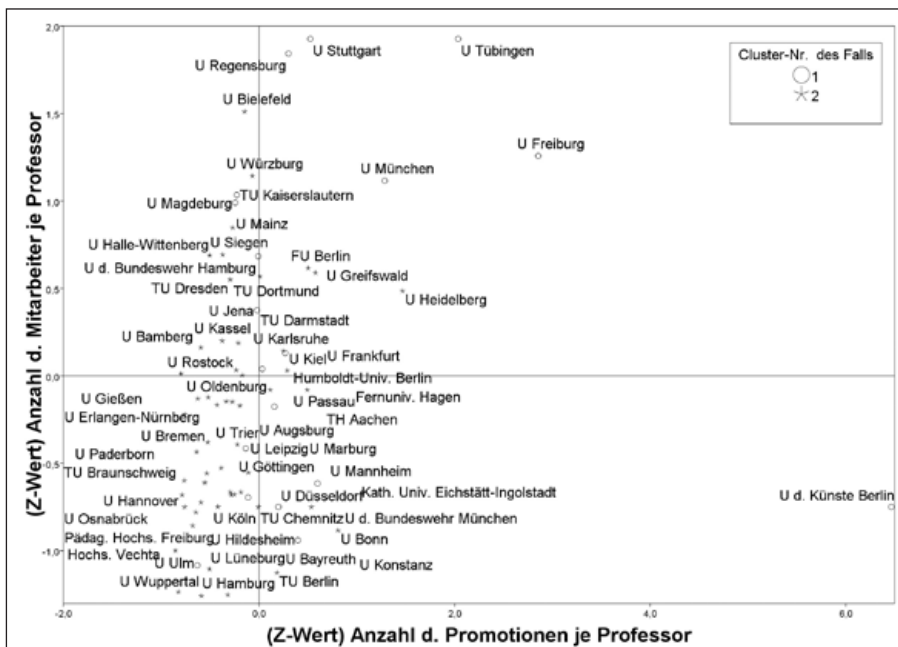 2,0
U Stuttgart
U Tübingen
U Regensburg
Cluster-Nr. des Falls
1
2
U Bielefeld
1,5
U Freiburg
U Würzburg
U München
TU Kaiserslautern
1,0
U Magdeburg
U Mainz
U Halle-Wittenberg
U Siegen
FU Berlin
U d. Bundeswehr Hamburg
U Greifswald
TU Dresden
TU Dortmund
0,5
U Heidelberg
U Jena
TU Darmstadt
U Kassel
U Bamberg
U Karlsruhe
U Kiel
U Frankfurt
U Rostock
0,0
Humboldt-Univ. Berlin
U Oldenburg
U Gießen
U Passau
Fernuniv. Hagen
U Erlangen-Nürnberg
TH Aachen
U Bremen
U Trier
U Augsburg
U Paderborn
U Leipzig
U Marburg
-0,5
TU Braunschweig
U Göttingen
U Mannheim
U Hannover
U Düsseldorf
Kath. Univ. Eichstätt-Ingolstadt
U d. Künste Berlin
U Osnabrück
U Köln
TU Chemnitz
U d. Bundeswehr München
Pädag. Hochs. Freiburg
U Hildesheim
U Bonn
-1,0
Hochs. Vechta
U Ulm
U Lüneburg
U Bayreuth
U Konstanz
U Wuppertal
U Hamburg
TU Berlin
-2.0
0.0
2.0
4.0
6.0
(Z-Wert) Anzahl d. Promotionen je Professor
(Z-Wert) Anzahl d. Mitarbeiter je Professor